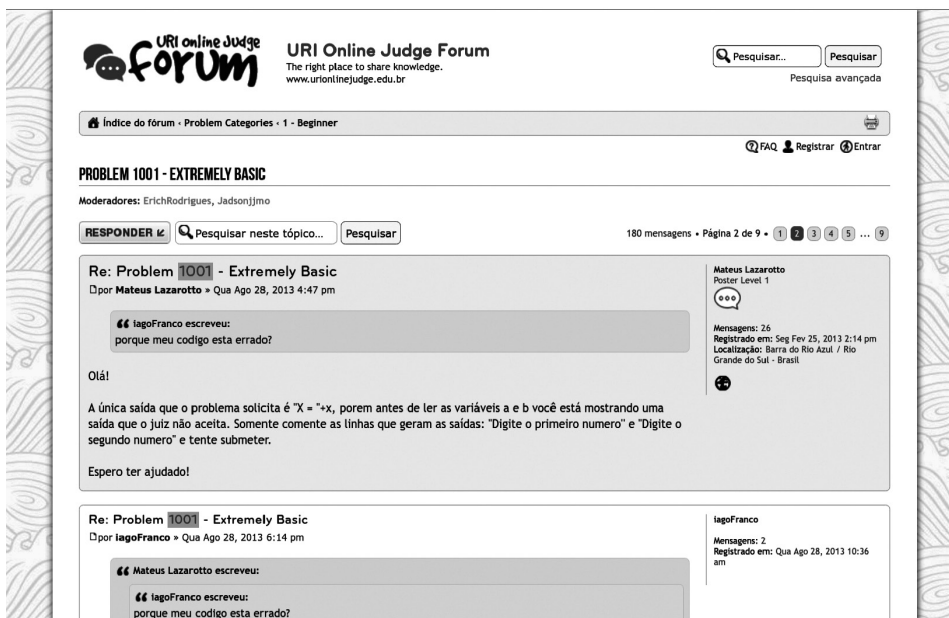 URI online Judge
forum
URI Online Judge Forum
The right place to share knowledge.
www.urionlinejudge.edu.br
Pesquisar... Pesquisar
Pesquisa avançada
Índice do fórum ‹ Problem Categories ‹ 1 - Beginner
FAQ Registrar Entrar
PROBLEM 1001 - EXTREMELY BASIC
Moderadores: ErichRodrigues, Jadsonjjmo
RESPONDER Pesquisar neste tópico... Pesquisar
180 mensagens • Página 2 de 9 • 1 2 3 4 5 ... 9
Re: Problem 1001 - Extremely Basic
por Mateus Lazarotto » Qua Ago 28, 2013 4:47 pm
iagoFranco escreveu:
porque meu codigo esta errado?
Olá!
A única saída que o problema solicita é "X = "+x, porem antes de ler as variáveis a e b você está mostrando uma
saída que o juiz não aceita. Somente comente as linhas que geram as saídas: "Digite o primeiro numero" e "Digite o
segundo numero" e tente submeter.
Espero ter ajudado!
Mateus Lazarotto
Poster Level 1
Mensagens: 26
Registrado em: Seg Fev 25, 2013 2:14 pm
Localização: Barra do Rio Azul / Rio
Grande do Sul - Brasil
Re: Problem 1001 - Extremely Basic
por iagoFranco » Qua Ago 28, 2013 6:14 pm
Mateus Lazarotto escreveu:
iagoFranco escreveu:
porque meu codigo esta errado?
iagoFranco
Mensagens: 2
Registrado em: Qua Ago 28, 2013 10:36
am